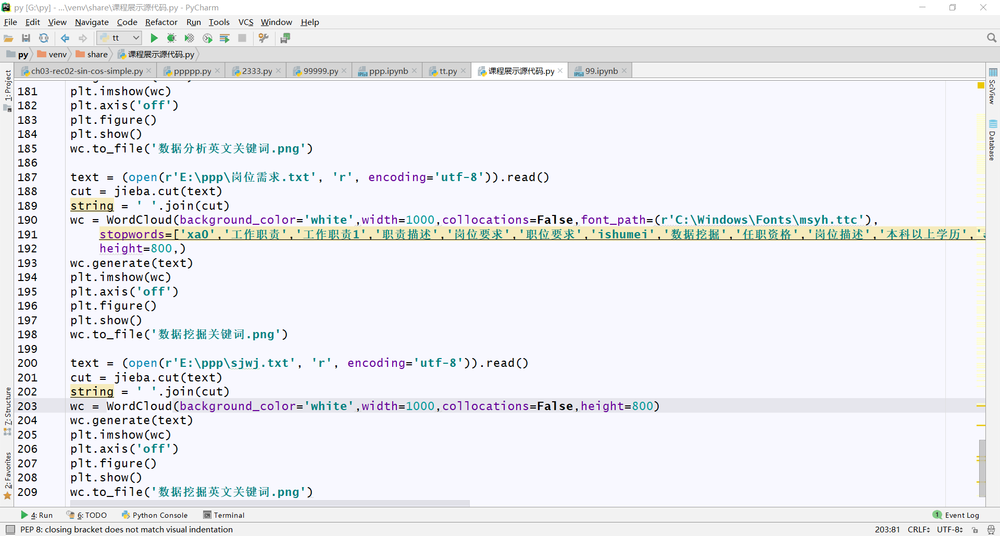 py [G:\py] - ...\venv\share\课程展示源代码.py - PyCharm
File Edit View Navigate Code Refactor Run Tools VCS Window Help
tt
py venv share 课程展示源代码.py
ch03-rec02-sin-cos-simple.py ppppp.py 2333.py 99999.py ppp.ipynb tt.py 课程展示源代码.py 99.ipynb
1: Project
7: Structure
2: Favorites
SciView
Database
181 plt.imshow(wc)
182 plt.axis('off')
183 plt.figure()
184 plt.show()
185 wc.to_file('数据分析英文关键词.png')
186
187 text = (open(r'E:\ppp\岗位需求.txt', 'r', encoding='utf-8')).read()
188 cut = jieba.cut(text)
189 string = ' '.join(cut)
190 wc = WordCloud(background_color='white',width=1000,collocations=False,font_path=(r'C:\Windows\Fonts\msyh.ttc'),
191 stopwords=['xa0','工作职责','工作职责1','职责描述','岗位要求','职位要求','ishumei','数据挖掘','任职资格','岗位描述','本科以上学历','
192 height=800,)
193 wc.generate(text)
194 plt.imshow(wc)
195 plt.axis('off')
196 plt.figure()
197 plt.show()
198 wc.to_file('数据挖掘关键词.png')
199
200 text = (open(r'E:\ppp\sjwj.txt', 'r', encoding='utf-8')).read()
201 cut = jieba.cut(text)
202 string = ' '.join(cut)
203 wc = WordCloud(background_color='white',width=1000,collocations=False,height=800)
204 wc.generate(text)
205 plt.imshow(wc)
206 plt.axis('off')
207 plt.figure()
208 plt.show()
209 wc.to_file('数据挖掘英文关键词.png')
4: Run 6: TODO Python Console Terminal 1 Event Log
PEP 8: closing bracket does not match visual indentation 203:81 CRLF UTF-8